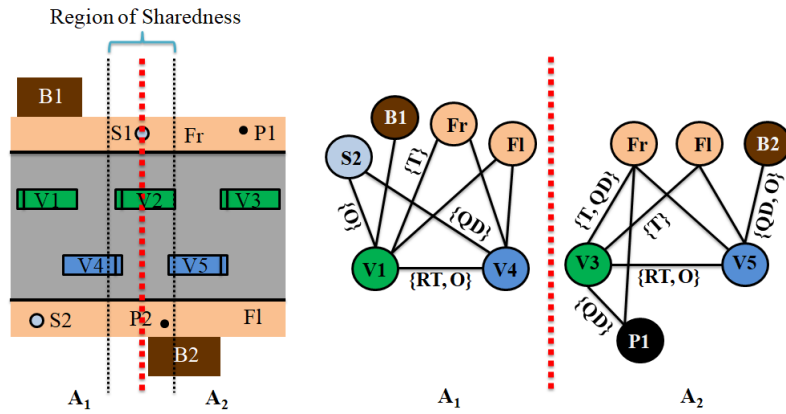 Region of Sharedness
B1
S1 Fr P1
V1 V2 V3
V4 V5
S2 P2 Fl
B2
A1 A2
S2 B1 Fr Fl
{T}
{O} {QD}
V1 V4
{RT, O}
A1
Fr Fl B2
{T, QD} {T} {QD, O}
V3 V5
{RT, O}
{QD}
P1
A2